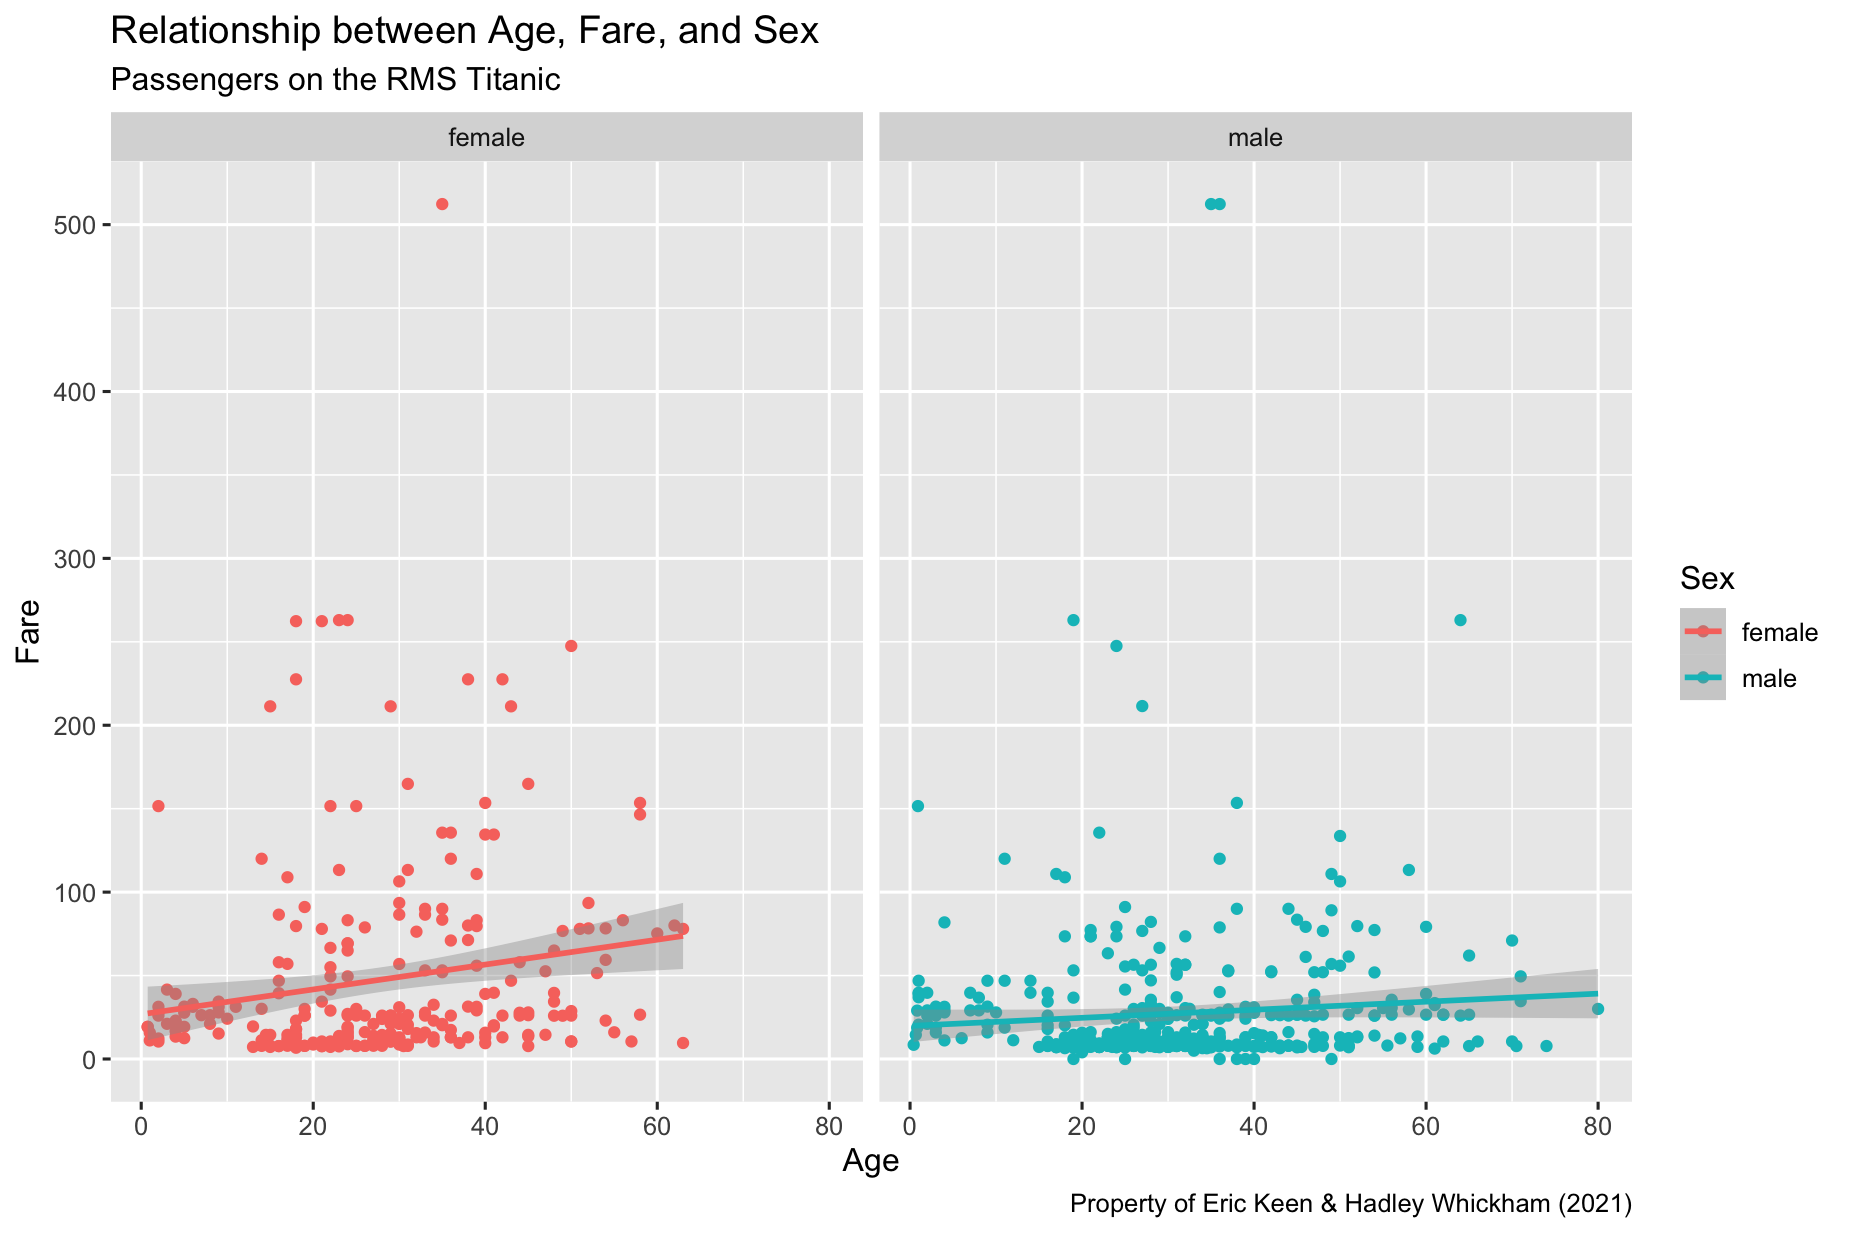 Relationship between Age, Fare, and Sex
Passengers on the RMS Titanic
female
male
500
400
300
200
100
0
Fare
0 20 40 60 80
0 20 40 60 80
Age
Sex
female
male
Property of Eric Keen & Hadley Whickham (2021)